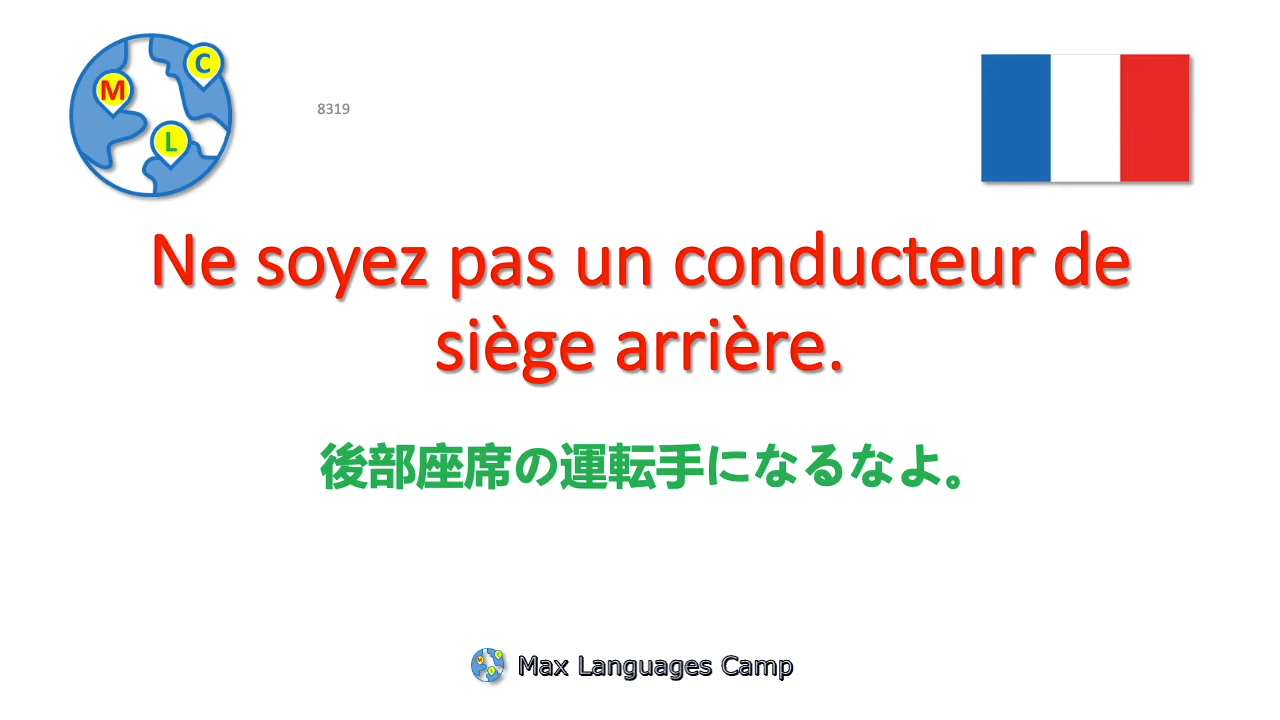 M
C
L
8319
Ne soyez pas un conducteur de
siège arrière.
後部座席の運転手になるなよ。
Max Languages Camp